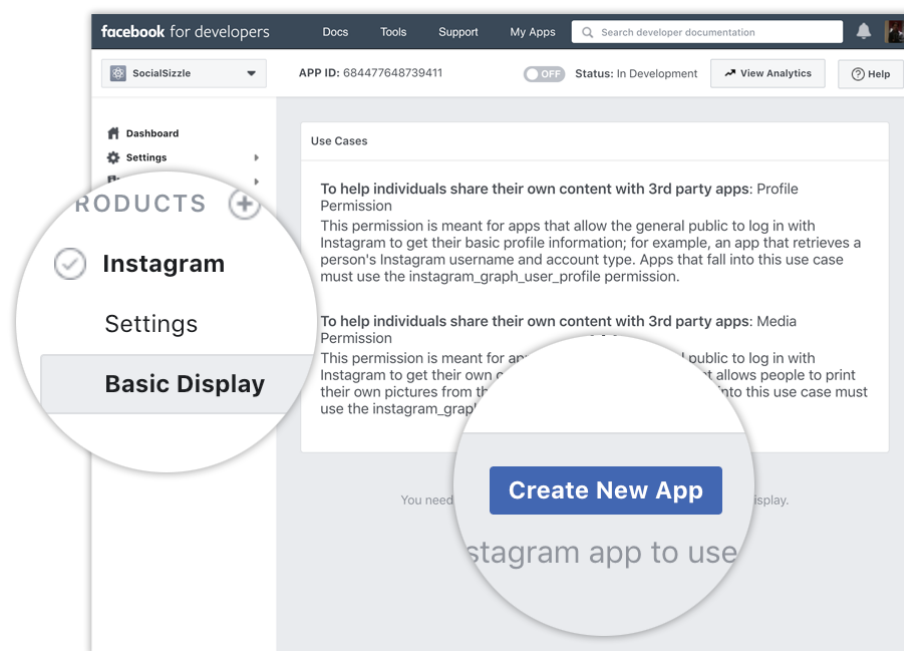 facebook for developers
Docs Tools Support My Apps Search developer documentation
SocialSizzle APP ID: 684477648739411 OFF Status: In Development View Analytics Help
Dashboard
Settings
Use Cases
To help individuals share their own content with 3rd party apps: Profile
Permission
This permission is meant for apps that allow the general public to log in with
Instagram to get their basic profile information; for example, an app that retrieves a
person's Instagram username and account type. Apps that fall into this use case
must use the instagram_graph_user_profile permission.
To help individuals share their own content with 3rd party apps: Media
Permission
This permission is meant for public to log in with
Instagram to get their own t allows people to print
their own pictures from th into this use case must
use the instagram_grap
You need isplay.
RODUCTS
Instagram
Settings
Basic Display
Create New App
stagram app to use